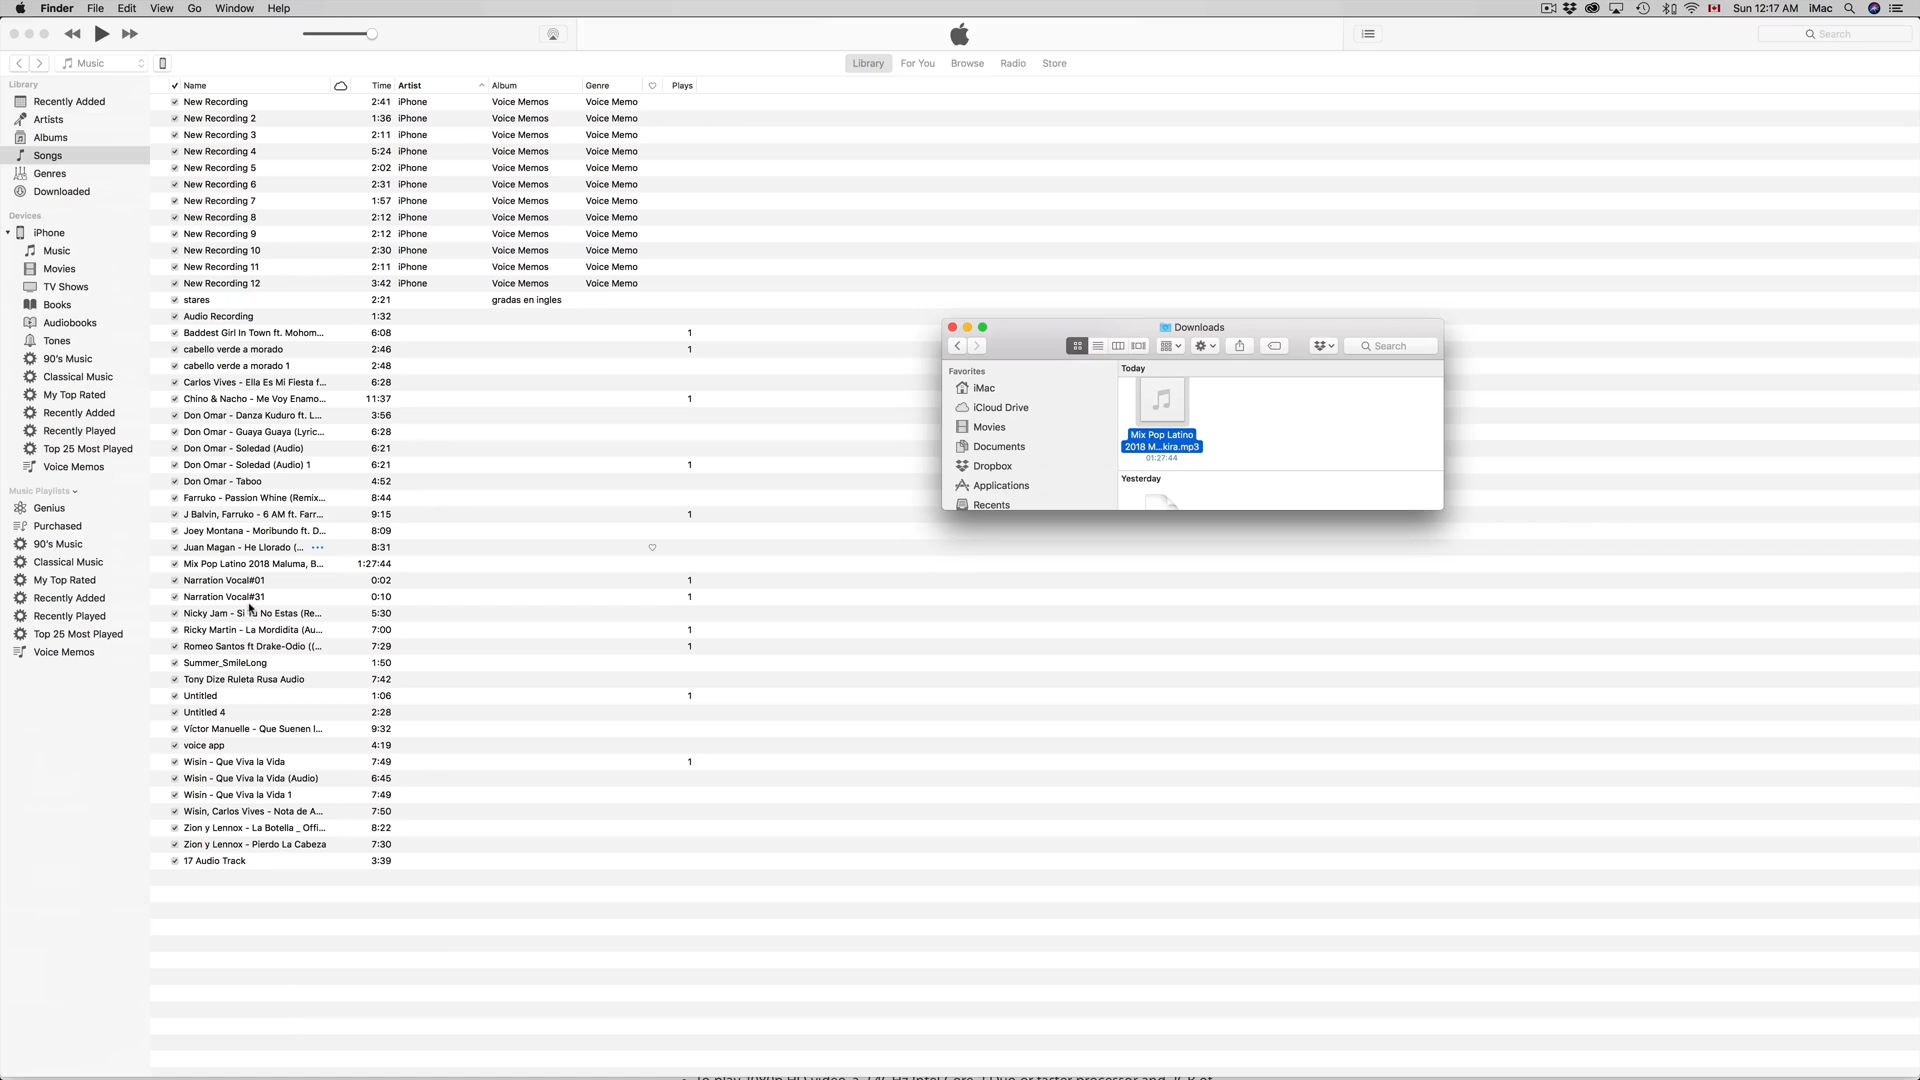 Finder File Edit View Go Window Help
Sun 12:17 AM iMac
Search
Music
Library For You Browse Radio Store
Library
Recently Added
Artists
Albums
Songs
Genres
Downloaded
Devices
iPhone
Music
Movies
TV Shows
Books
Audiobooks
Tones
90's Music
Classical Music
My Top Rated
Recently Added
Recently Played
Top 25 Most Played
Voice Memos
Music Playlists
Genius
Purchased
90's Music
Classical Music
My Top Rated
Recently Added
Recently Played
Top 25 Most Played
Voice Memos
Name Time Artist Album Genre Plays
New Recording 2:41 iPhone Voice Memos Voice Memo
New Recording 2 1:36 iPhone Voice Memos Voice Memo
New Recording 3 2:11 iPhone Voice Memos Voice Memo
New Recording 4 5:24 iPhone Voice Memos Voice Memo
New Recording 5 2:02 iPhone Voice Memos Voice Memo
New Recording 6 2:31 iPhone Voice Memos Voice Memo
New Recording 7 1:57 iPhone Voice Memos Voice Memo
New Recording 8 2:12 iPhone Voice Memos Voice Memo
New Recording 9 2:12 iPhone Voice Memos Voice Memo
New Recording 10 2:30 iPhone Voice Memos Voice Memo
New Recording 11 2:11 iPhone Voice Memos Voice Memo
New Recording 12 3:42 iPhone Voice Memos Voice Memo
stares 2:21 gradas en ingles
Audio Recording 1:32
Baddest Girl In Town ft. Mohom... 6:08 1
cabello verde a morado 2:46 1
cabello verde a morado 1 2:48
Carlos Vives - Ella Es Mi Fiesta f... 6:28
Chino & Nacho - Me Voy Enamo... 11:37 1
Don Omar - Danza Kuduro ft. L... 3:56
Don Omar - Guaya Guaya (Lyric... 6:28
Don Omar - Soledad (Audio) 6:21
Don Omar - Soledad (Audio) 1 6:21 1
Don Omar - Taboo 4:52
Farruko - Passion Whine (Remix... 8:44
J Balvin, Farruko - 6 AM ft. Farr... 9:15 1
Joey Montana - Moribundo ft. D... 8:09
Juan Magan - He Llorado (... 8:31
Mix Pop Latino 2018 Maluma, B... 1:27:44
Narration Vocal#01 0:02 1
Narration Vocal#31 0:10 1
Nicky Jam - Si Tu No Estas (Re... 5:30
Ricky Martin - La Mordidita (Au... 7:00 1
Romeo Santos ft Drake-Odio ((... 7:29 1
Summer_SmileLong 1:50
Tony Dize Ruleta Rusa Audio 7:42
Untitled 1:06 1
Untitled 4 2:28
Víctor Manuelle - Que Suenen l... 9:32
voice app 4:19
Wisin - Que Viva la Vida 7:49 1
Wisin - Que Viva la Vida (Audio) 6:45
Wisin - Que Viva la Vida 1 7:49
Wisin, Carlos Vives - Nota de A... 7:50
Zion y Lennox - La Botella _ Offi... 8:22
Zion y Lennox - Pierdo La Cabeza 7:30
17 Audio Track 3:39
Downloads
Search
Favorites
iMac
iCloud Drive
Movies
Documents
Dropbox
Applications
Recents
Today
Mix Pop Latino
2018 M...kira.mp3
01:27:44
Yesterday